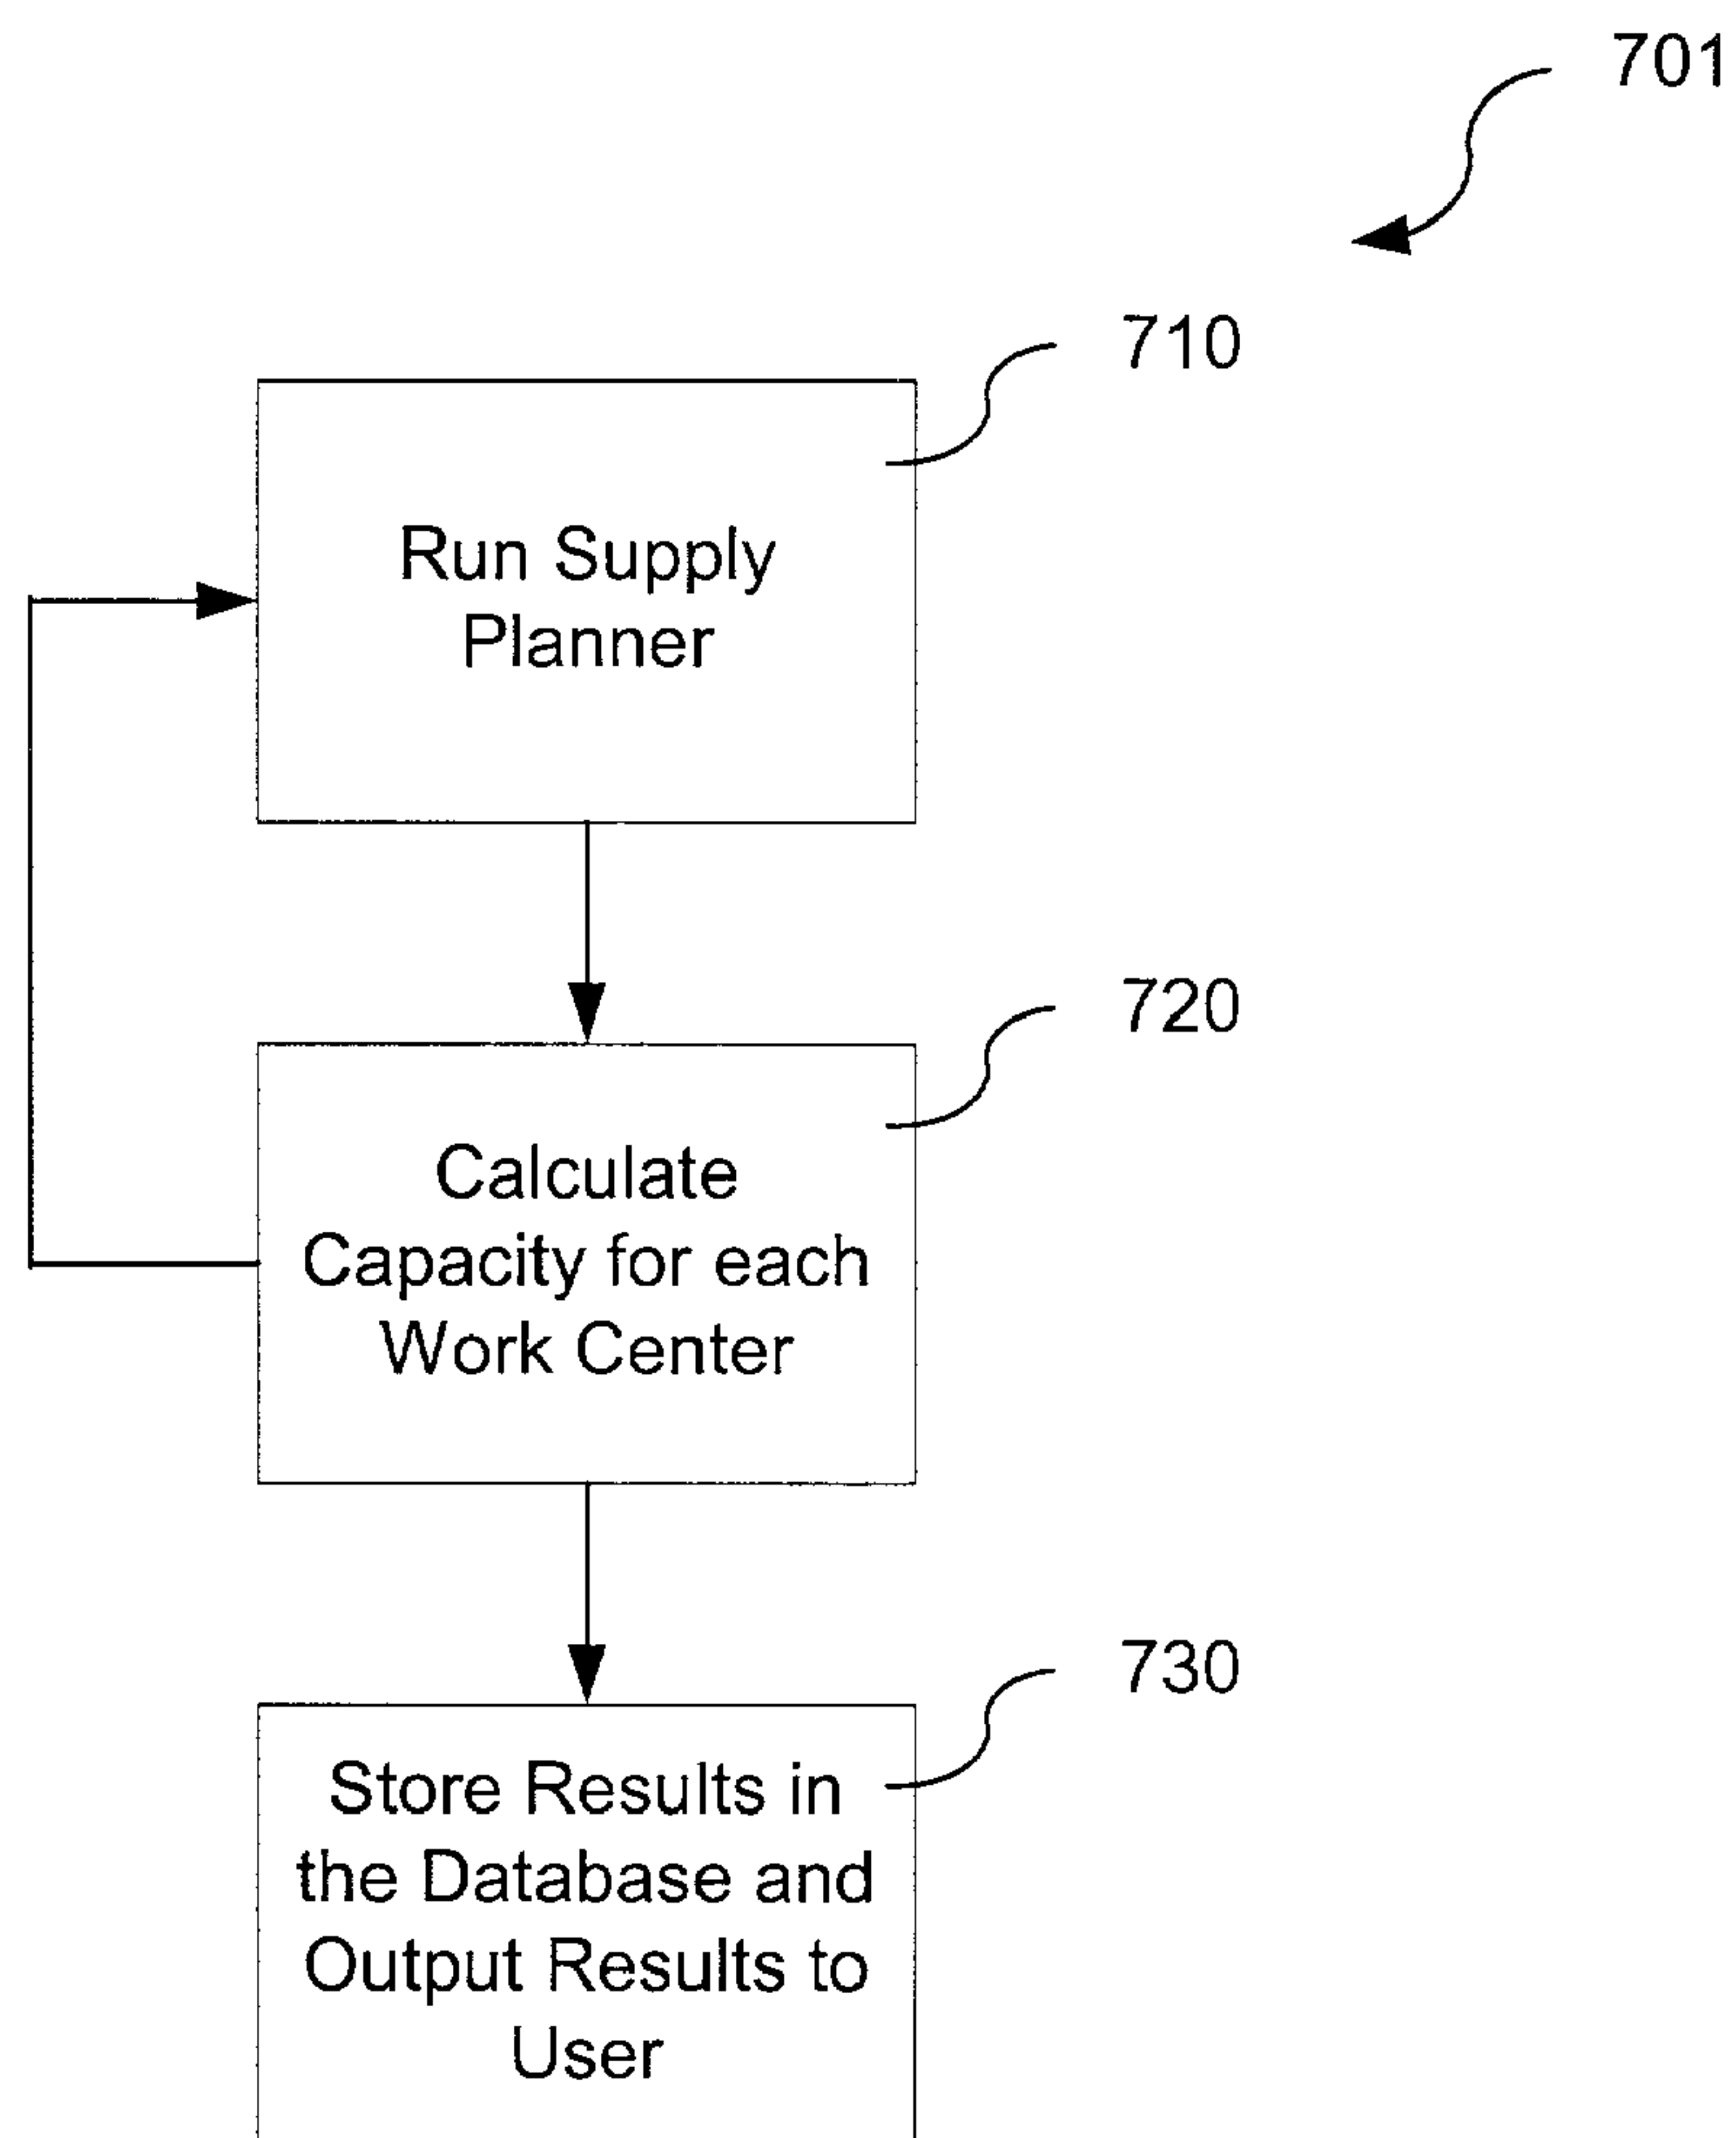 701
710
Run Supply
Planner
720
Calculate
Capacity for each
Work Center
730
Store Results in
the Database and
Output Results to
User